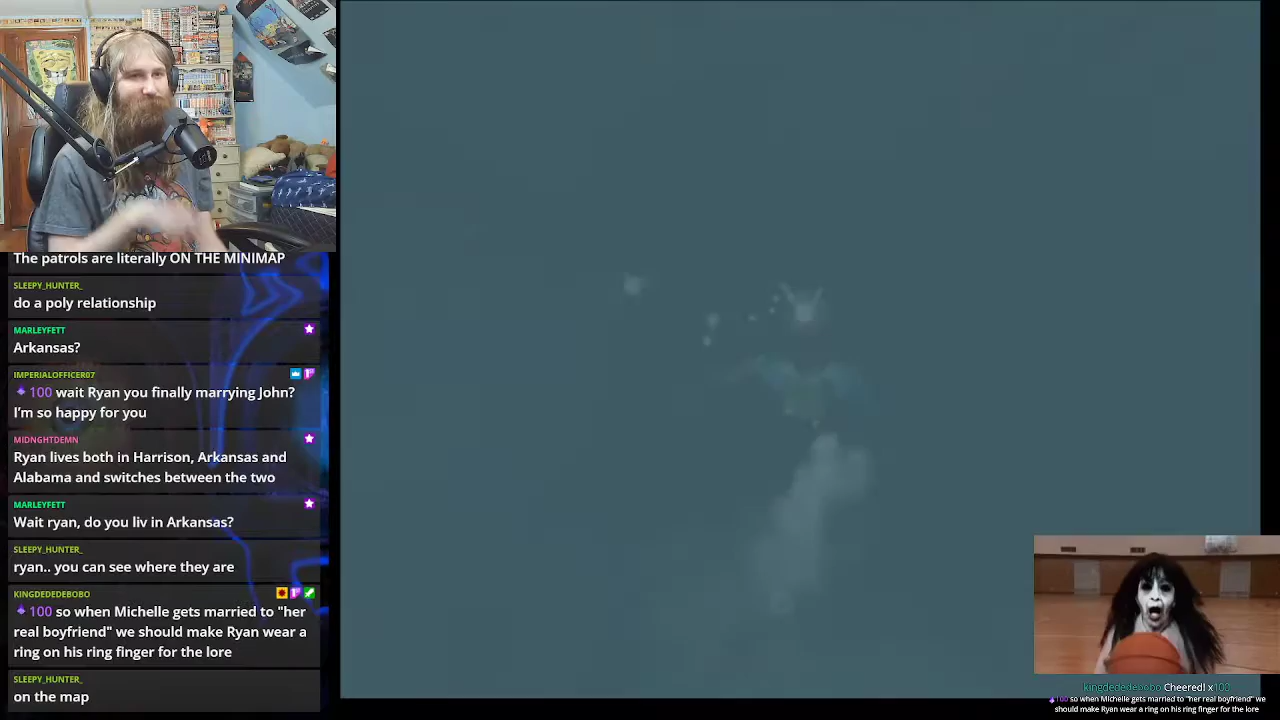 The patrols are literally ON THE MINIMAP
SLEEPY_HUNTER_
do a poly relationship
MARLEYFETT
Arkansas?
IMPERIALOFFICER07
100 wait Ryan you finally marrying John?
I'm so happy for you
MIDNGHTDEMN
Ryan lives both in Harrison, Arkansas and
Alabama and switches between the two
MARLEYFETT
Wait ryan, do you liv in Arkansas?
SLEEPY_HUNTER_
ryan.. you can see where they are
KINGDEDEDEBOBO
100 so when Michelle gets married to "her
real boyfriend" we should make Ryan wear a
ring on his ring finger for the lore
SLEEPY_HUNTER_
on the map
kingdededebobo Cheered! x100
100 so when Michelle gets married to "her real boyfriend" we
should make Ryan wear a ring on his ring finger for the lore